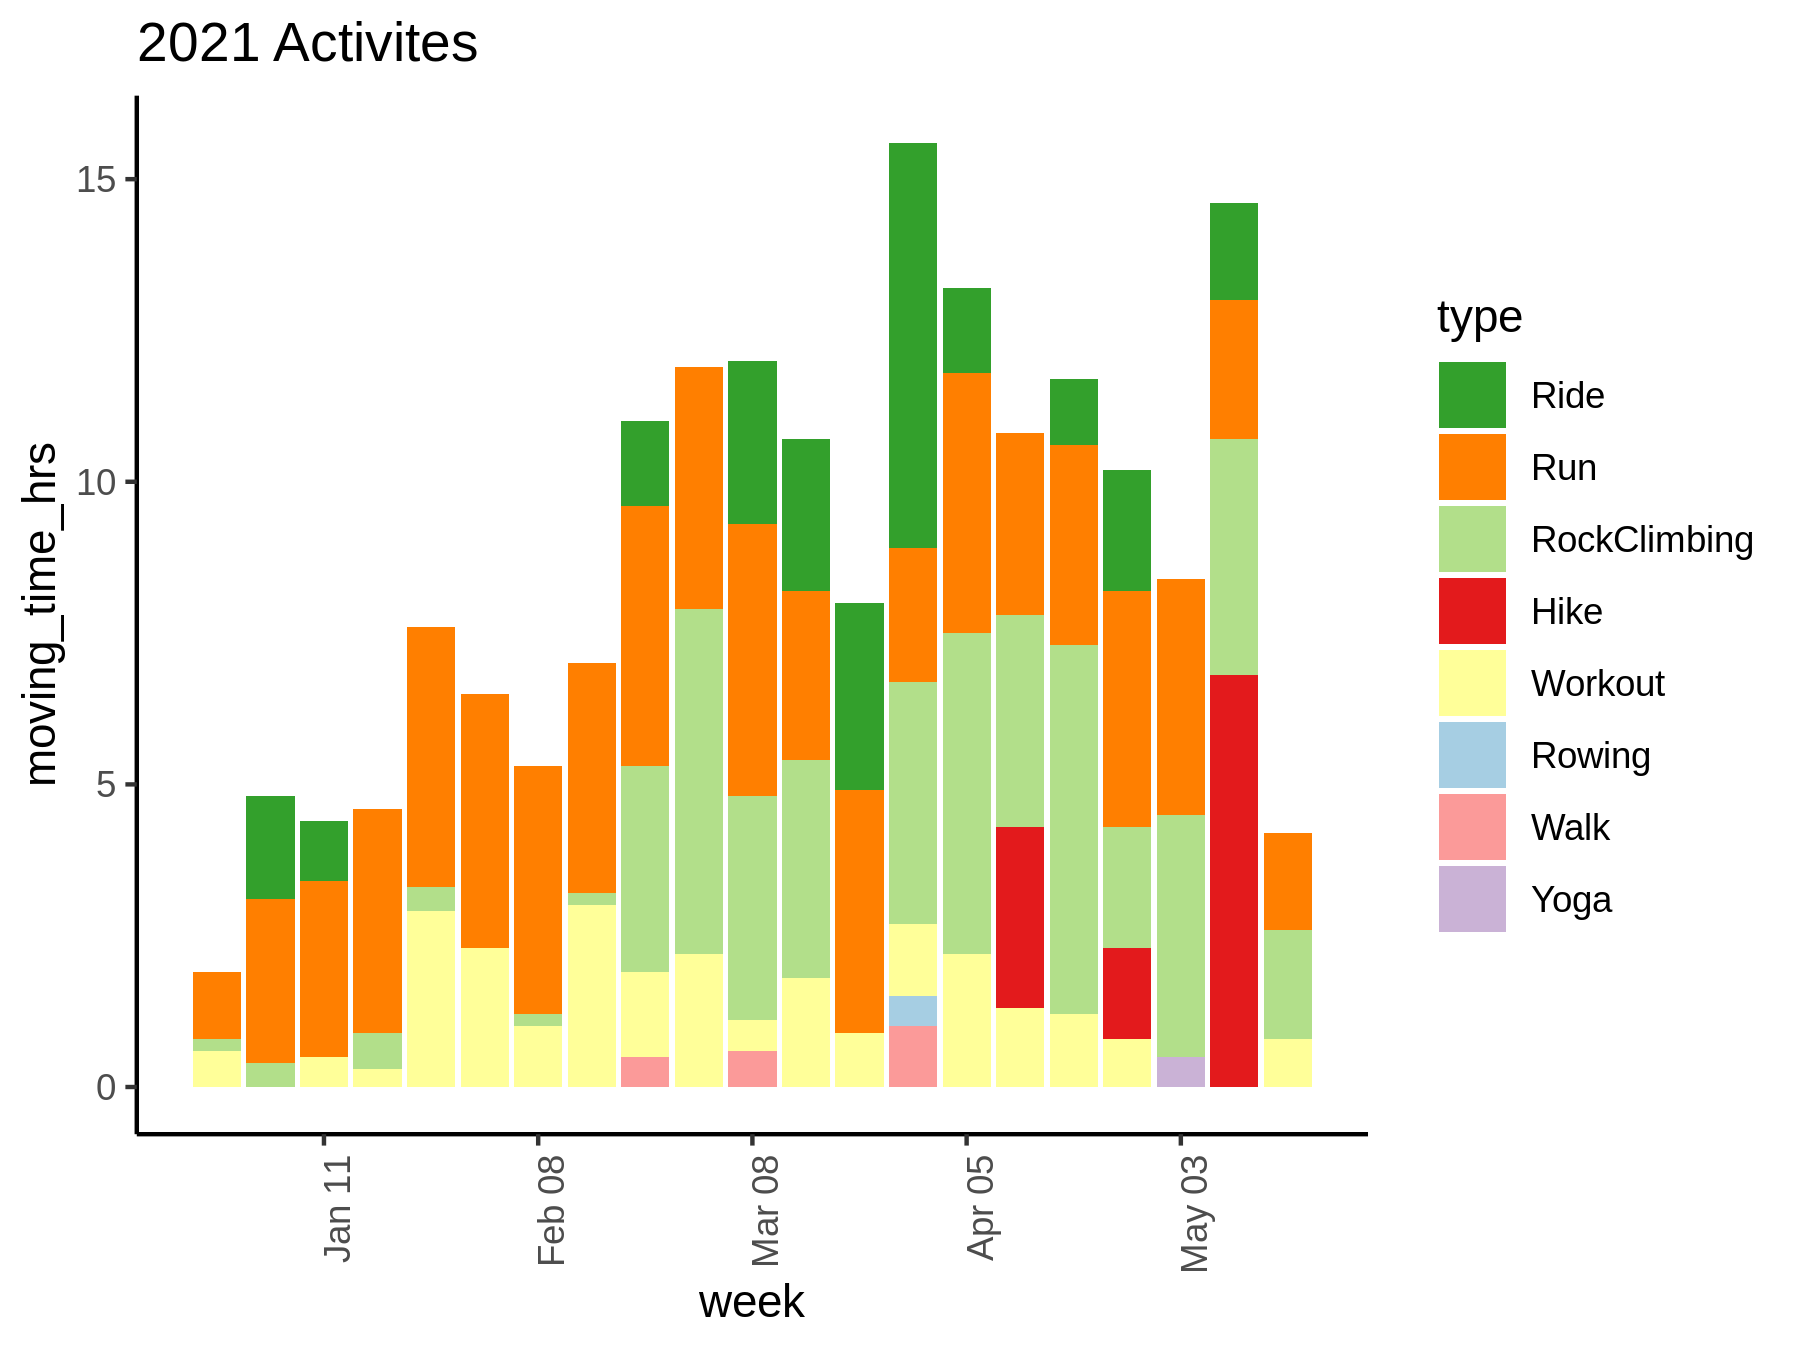 2021 Activites
moving_time_hrs
15
10
5
0
Jan 11
Feb 08
Mar 08
Apr 05
May 03
week
type
Ride
Run
RockClimbing
Hike
Workout
Rowing
Walk
Yoga